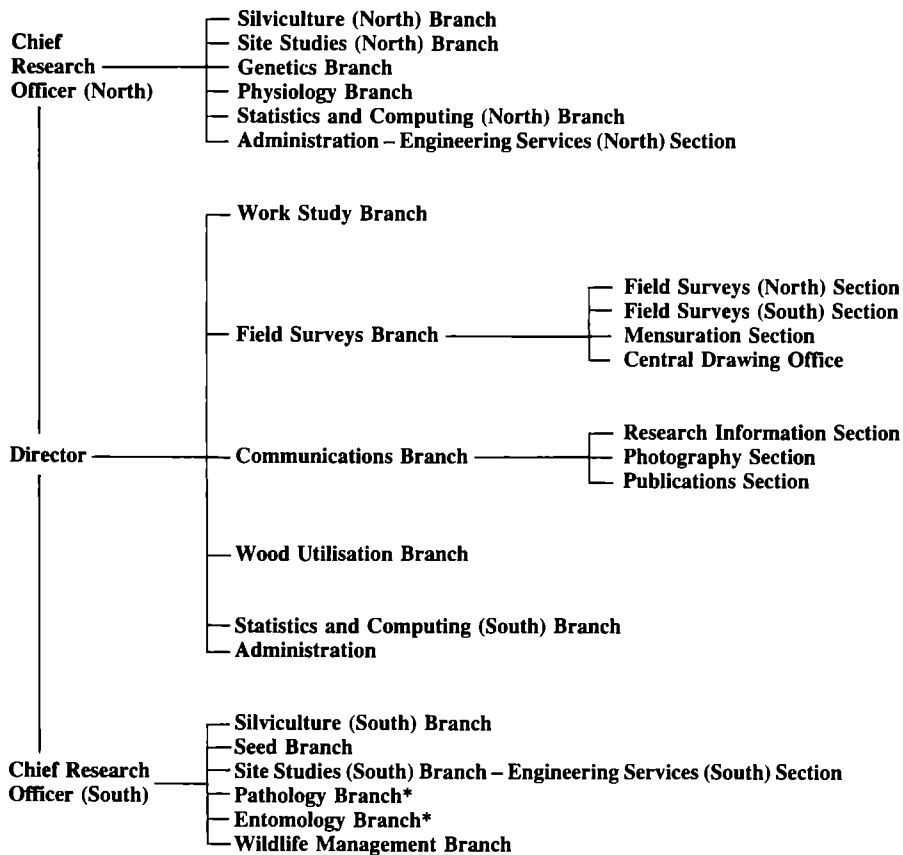 Chief
Research
Officer (North)
Silviculture (North) Branch
Site Studies (North) Branch
Genetics Branch
Physiology Branch
Statistics and Computing (North) Branch
Administration – Engineering Services (North) Section
Director
Work Study Branch
Field Surveys Branch
Field Surveys (North) Section
Field Surveys (South) Section
Mensuration Section
Central Drawing Office
Communications Branch
Research Information Section
Photography Section
Publications Section
Wood Utilisation Branch
Statistics and Computing (South) Branch
Administration
Chief Research
Officer (South)
Silviculture (South) Branch
Seed Branch
Site Studies (South) Branch – Engineering Services (South) Section
Pathology Branch*
Entomology Branch*
Wildlife Management Branch